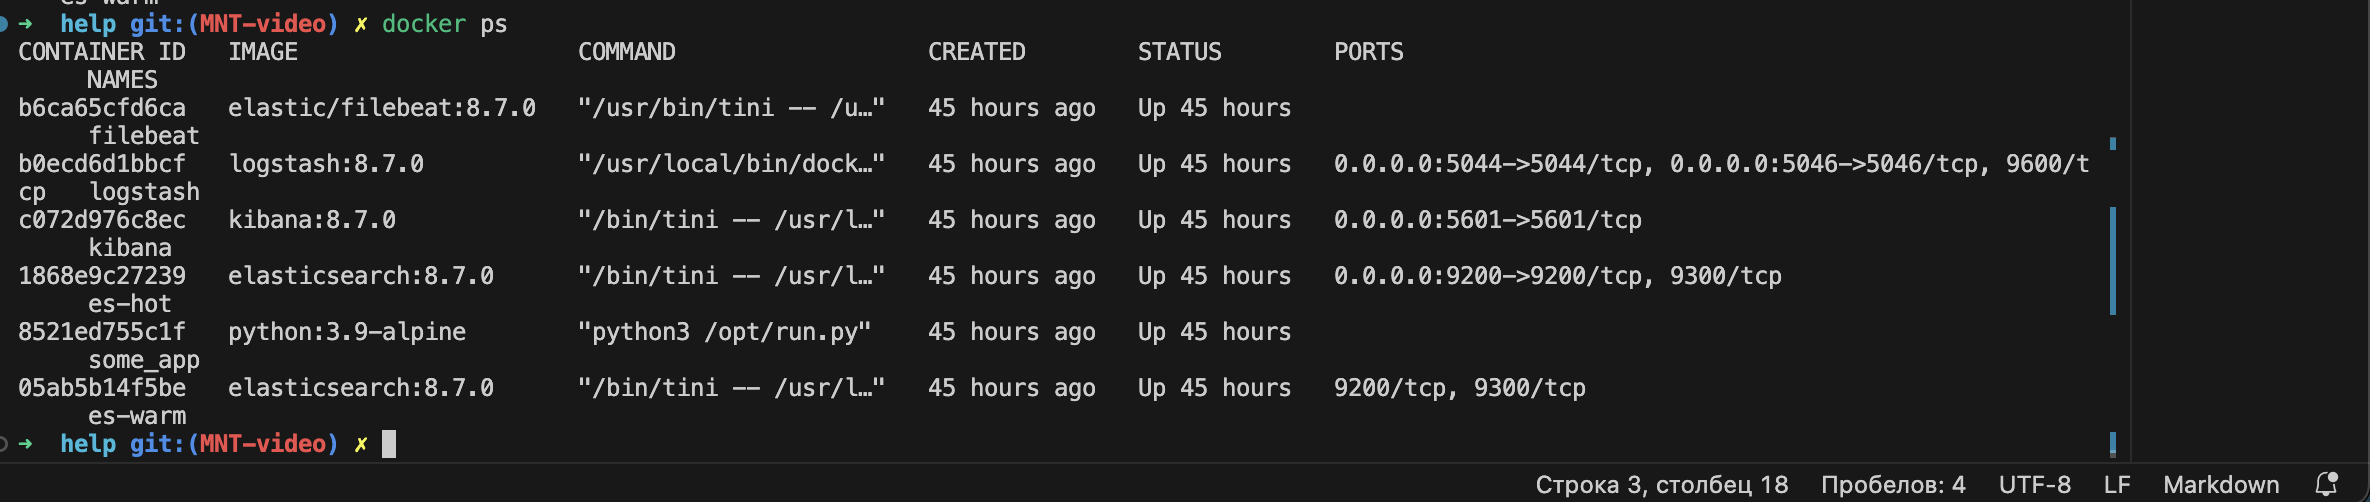 es-warm
➜ help git:(MNT-video) ✗ docker ps
CONTAINER ID IMAGE COMMAND CREATED STATUS PORTS
NAMES
b6ca65cfd6ca elastic/filebeat:8.7.0 "/usr/bin/tini -- /u…" 45 hours ago Up 45 hours
filebeat
b0ecd6d1bbcf logstash:8.7.0 "/usr/local/bin/dock…" 45 hours ago Up 45 hours 0.0.0.0:5044->5044/tcp, 0.0.0.0:5046->5046/tcp, 9600/t
cp logstash
c072d976c8ec kibana:8.7.0 "/bin/tini -- /usr/l…" 45 hours ago Up 45 hours 0.0.0.0:5601->5601/tcp
kibana
1868e9c27239 elasticsearch:8.7.0 "/bin/tini -- /usr/l…" 45 hours ago Up 45 hours 0.0.0.0:9200->9200/tcp, 9300/tcp
es-hot
8521ed755c1f python:3.9-alpine "python3 /opt/run.py" 45 hours ago Up 45 hours
some_app
05ab5b14f5be elasticsearch:8.7.0 "/bin/tini -- /usr/l…" 45 hours ago Up 45 hours 9200/tcp, 9300/tcp
es-warm
➜ help git:(MNT-video) ✗
Строка 3, столбец 18 Пробелов: 4 UTF-8 LF Markdown